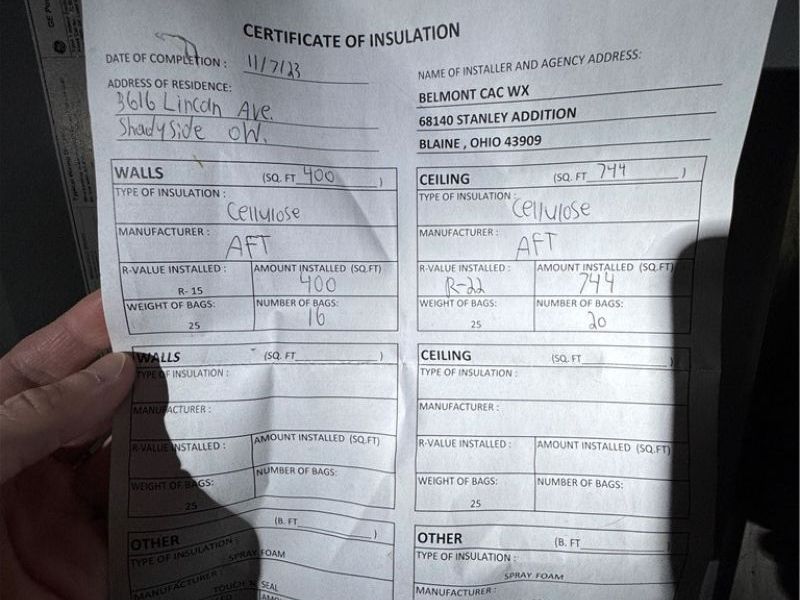 CERTIFICATE OF INSULATION
DATE OF COMPLETION : 11/7/23
ADDRESS OF RESIDENCE:
3616 Lincoln Ave.
Shadyside OH.
NAME OF INSTALLER AND AGENCY ADDRESS:
BELMONT CAC WX
68140 STANLEY ADDITION
BLAINE , OHIO 43909
WALLS (SQ. FT 400 )
TYPE OF INSULATION :
Cellulose
MANUFACTURER :
AFT
R-VALUE INSTALLED : AMOUNT INSTALLED (SQ.FT)
R- 15 400
WEIGHT OF BAGS: NUMBER OF BAGS:
25 16
CEILING (SQ. FT 744 )
TYPE OF INSULATION :
Cellulose
MANUFACTURER :
AFT
R-VALUE INSTALLED : AMOUNT INSTALLED (SQ.FT)
R-22 744
WEIGHT OF BAGS: NUMBER OF BAGS:
25 20
WALLS (SQ. FT )
TYPE OF INSULATION :
MANUFACTURER :
R-VALUE INSTALLED : AMOUNT INSTALLED (SQ.FT)
WEIGHT OF BAGS: NUMBER OF BAGS:
25
CEILING (SQ. FT )
TYPE OF INSULATION :
MANUFACTURER :
R-VALUE INSTALLED : AMOUNT INSTALLED (SQ.FT)
WEIGHT OF BAGS: NUMBER OF BAGS:
25
OTHER (B. FT )
TYPE OF INSULATION :
SPRAY FOAM
MANUFACTURER :
TOUCH N SEAL
OTHER (B. FT )
TYPE OF INSULATION :
SPRAY FOAM
MANUFACTURER :